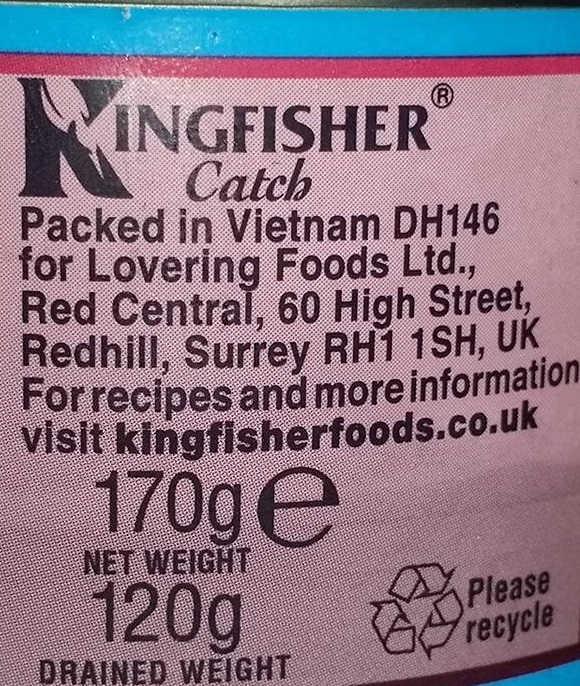 KINGFISHER®
Catch
Packed in Vietnam DH146
for Lovering Foods Ltd.,
Red Central, 60 High Street,
Redhill, Surrey RH1 1SH, UK
For recipes and more information
visit kingfisherfoods.co.uk
170g e
NET WEIGHT
120g
DRAINED WEIGHT
Please
recycle